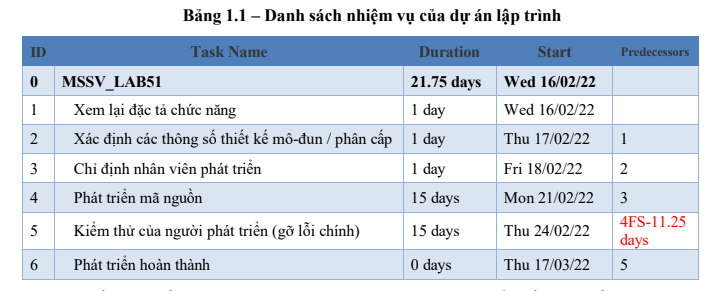 Bảng 1.1 – Danh sách nhiệm vụ của dự án lập trình
ID Task Name Duration Start Predecessors
0 MSSV_LAB51 21.75 days Wed 16/02/22
1 Xem lại đặc tả chức năng 1 day Wed 16/02/22
2 Xác định các thông số thiết kế mô-đun / phân cấp 1 day Thu 17/02/22 1
3 Chỉ định nhân viên phát triển 1 day Fri 18/02/22 2
4 Phát triển mã nguồn 15 days Mon 21/02/22 3
5 Kiểm thử của người phát triển (gỡ lỗi chính) 15 days Thu 24/02/22 4FS-11.25
days
6 Phát triển hoàn thành 0 days Thu 17/03/22 5